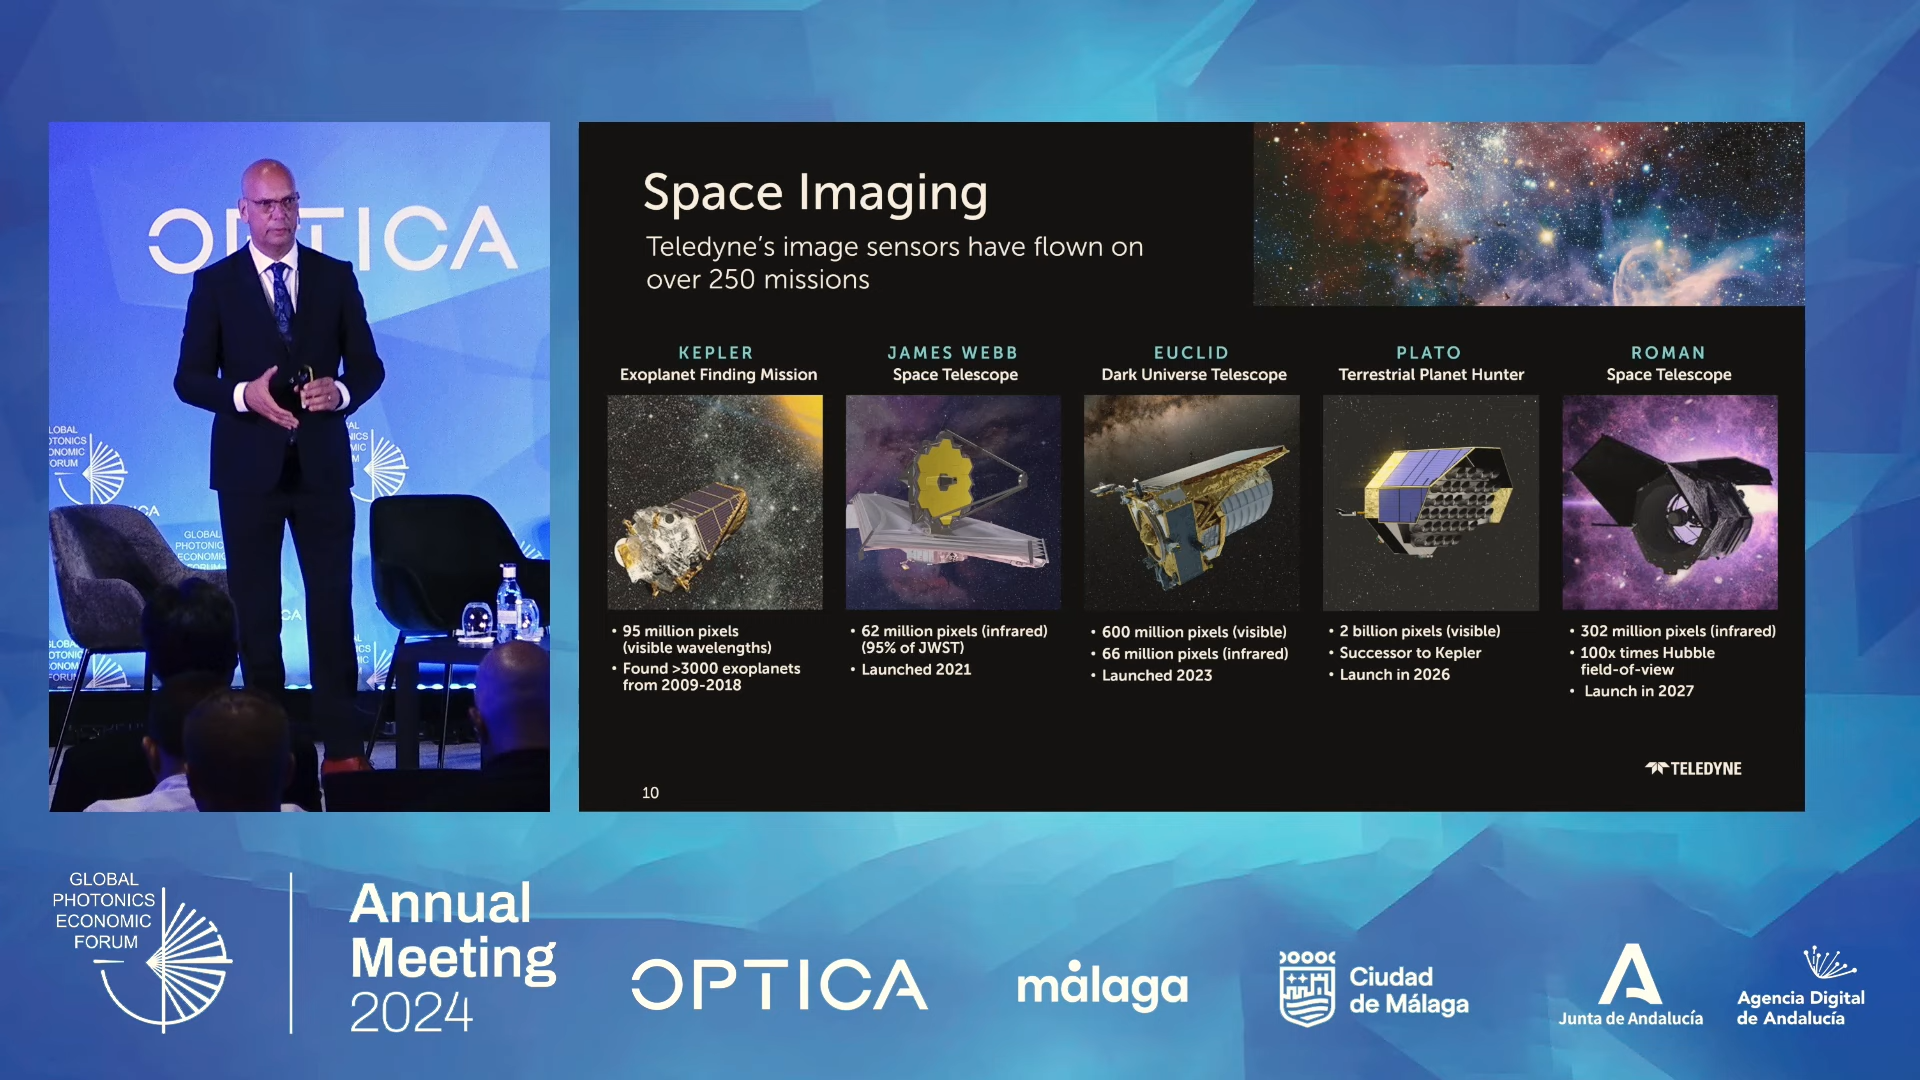 OPTICA
GLOBAL
PHOTONICS
ECONOMIC
FORUM
Space Imaging
Teledyne's image sensors have flown on
over 250 missions
KEPLER
Exoplanet Finding Mission
• 95 million pixels
(visible wavelengths)
• Found >3000 exoplanets
from 2009-2018
JAMES WEBB
Space Telescope
• 62 million pixels (infrared)
(95% of JWST)
• Launched 2021
EUCLID
Dark Universe Telescope
• 600 million pixels (visible)
• 66 million pixels (infrared)
• Launched 2023
PLATO
Terrestrial Planet Hunter
• 2 billion pixels (visible)
• Successor to Kepler
• Launch in 2026
ROMAN
Space Telescope
• 302 million pixels (infrared)
• 100x times Hubble
field-of-view
• Launch in 2027
TELEDYNE
10
GLOBAL
PHOTONICS
ECONOMIC
FORUM
Annual
Meeting
2024
OPTICA
málaga
Ciudad
de Málaga
Junta de Andalucía
Agencia Digital
de Andalucía